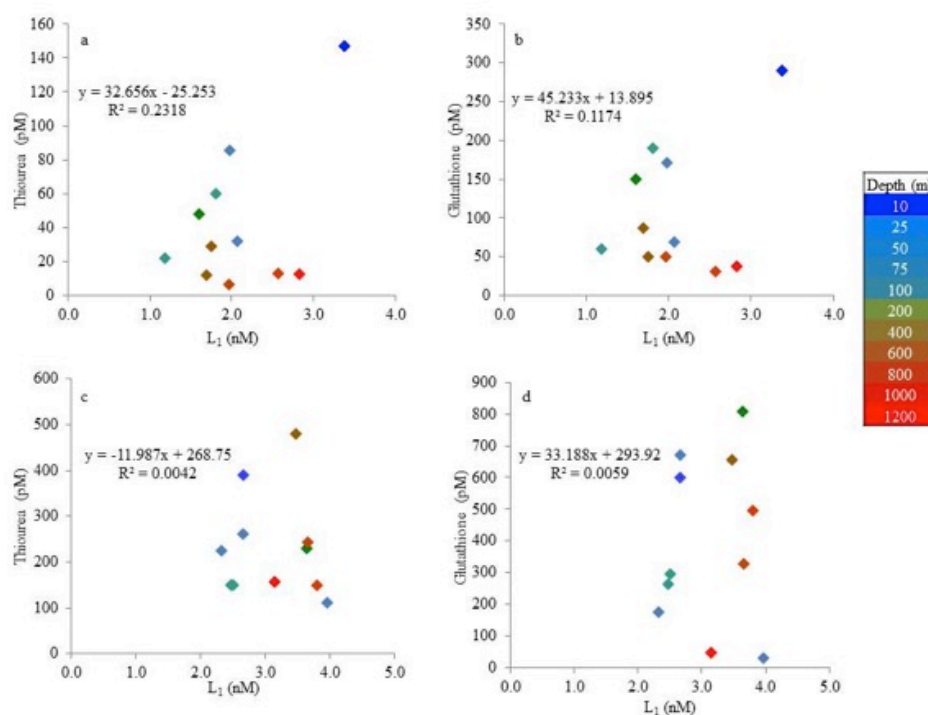 160
140
120
100
80
60
40
20
0
Thiourea (pM)
a
y = 32.656x - 25.253
R² = 0.2318
0.0 1.0 2.0 3.0 4.0
L₁ (nM)
400
350
300
250
200
150
100
50
0
Glutathione (pM)
b
y = 45.233x + 13.895
R² = 0.1174
0.0 1.0 2.0 3.0 4.0
L₁ (nM)
Depth (m)
10
25
50
75
100
200
400
600
800
1000
1200
600
500
400
300
200
100
0
Thiourea (pM)
c
y = -11.987x + 268.75
R² = 0.0042
0.0 1.0 2.0 3.0 4.0 5.0
L₁ (nM)
900
800
700
600
500
400
300
200
100
0
Glutathione (pM)
d
y = 33.188x + 293.92
R² = 0.0059
0.0 1.0 2.0 3.0 4.0 5.0
L₁ (nM)